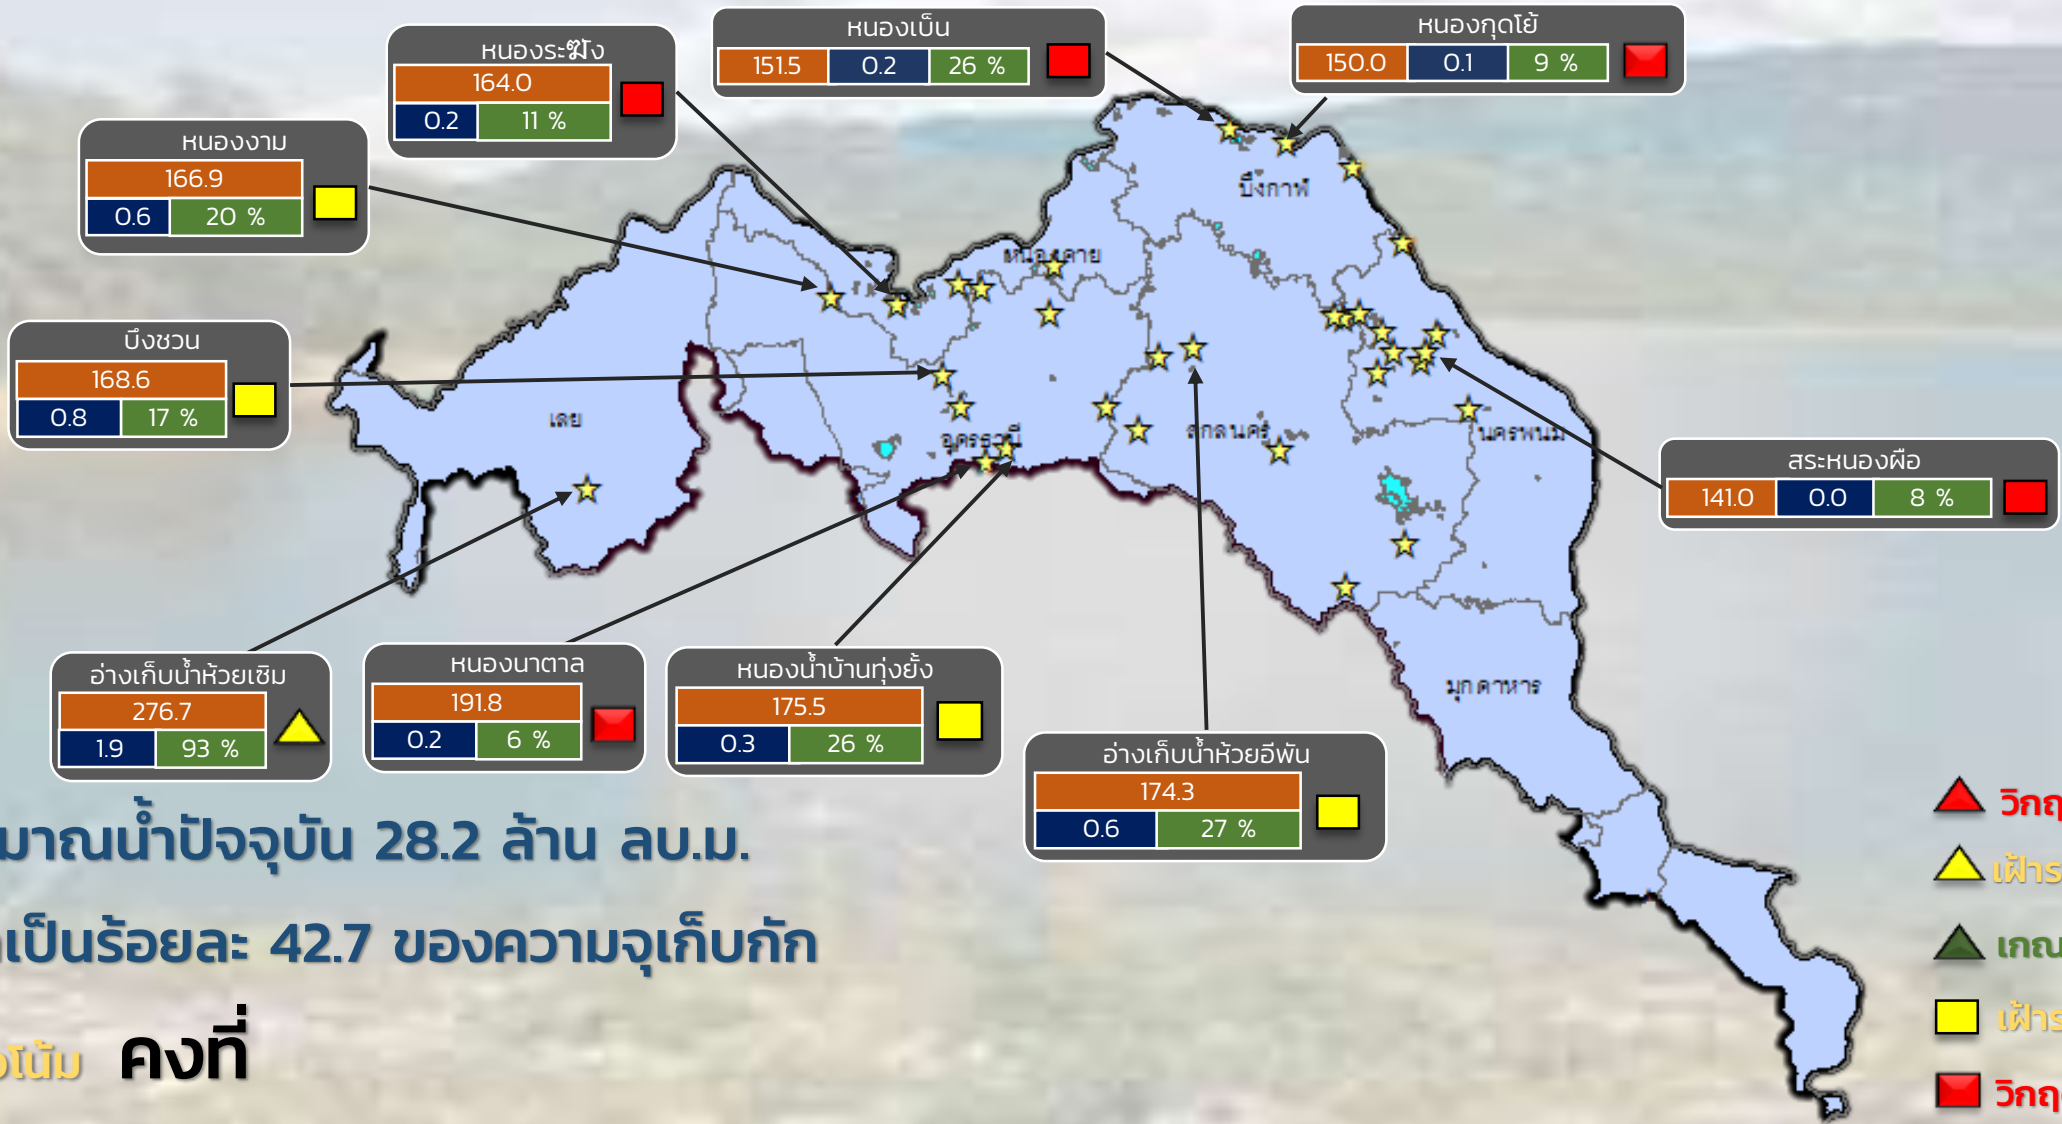 หนองระฆัง
164.0
0.2 11 %
หนองเบ็น
151.5 0.2 26 %
หนองกุดโย้
150.0 0.1 9 %
หนองงาม
166.9
0.6 20 %
บึงชวน
168.6
0.8 17 %
บึงกาฬ
หนองคาย
เลย
อุดรธานี
สกลนคร
นครพนม
มุกดาหาร
สระหนองผือ
141.0 0.0 8 %
อ่างเก็บน้ำห้วยเซิม
276.7
1.9 93 %
หนองนาตาล
191.8
0.2 6 %
หนองน้ำบ้านทุ่งยั้ง
175.5
0.3 26 %
อ่างเก็บน้ำห้วยอีพัน
174.3
0.6 27 %
มาณน้ำปัจจุบัน 28.2 ล้าน ลบ.ม.
เป็นร้อยละ 42.7 ของความจุเก็บกัก
โน้ม คงที่
วิกฤ
เฝ้าร
เกณ
เฝ้าร
วิกฤ